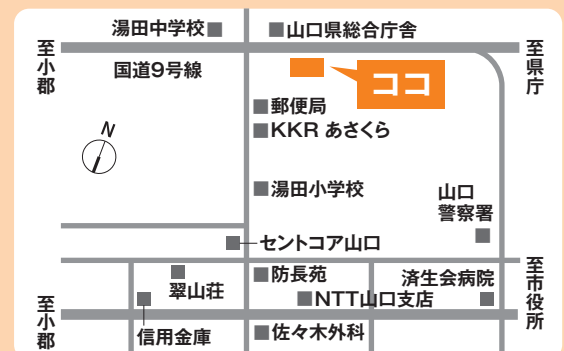 湯田中学校
山口県総合庁舎
至小郡
国道9号線
ココ
至県庁
郵便局
KKR あさくら
N
湯田小学校
山口
警察署
セントコア山口
防長苑
済生会病院
至市役所
翠山荘
NTT山口支店
至小郡
信用金庫
佐々木外科